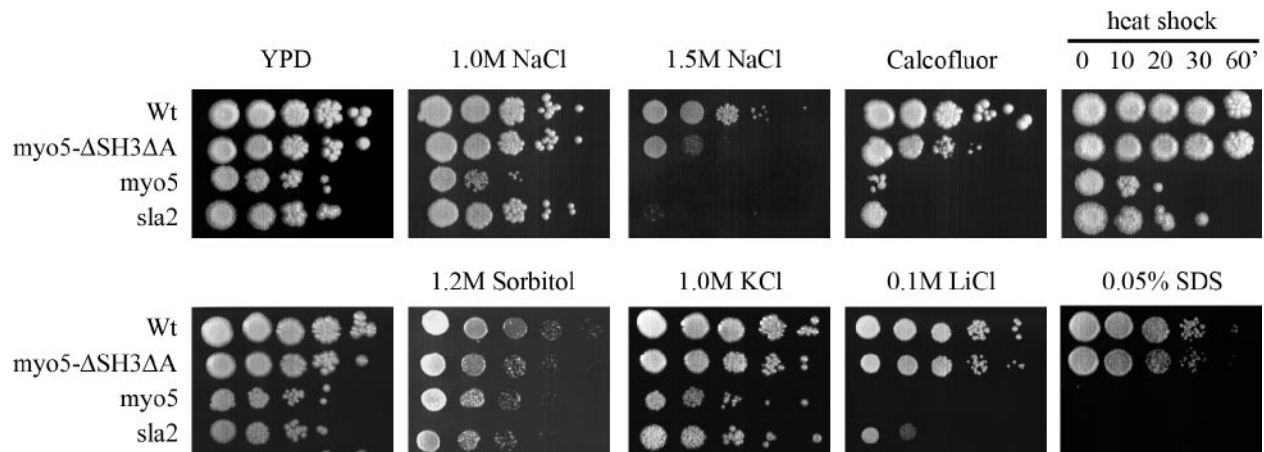 heat shock
YPD 1.0M NaCl 1.5M NaCl Calcofluor 0 10 20 30 60’
Wt
myo5-ΔSH3ΔA
myo5
sla2
1.2M Sorbitol 1.0M KCl 0.1M LiCl 0.05% SDS
Wt
myo5-ΔSH3ΔA
myo5
sla2